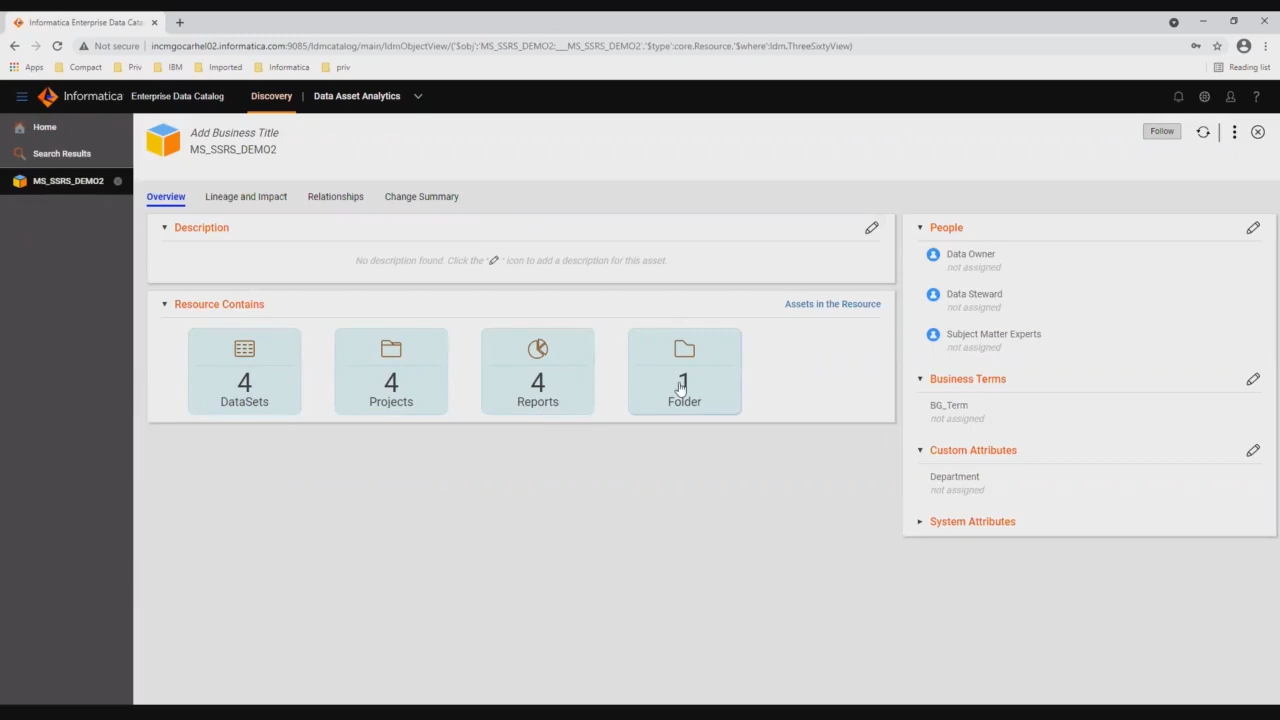 Informatica Enterprise Data Cata
Not secure
incmgocarhel02.informatica.com:9085/ldmcatalog/main/ldmObjectView/('$obj':'MS_SSRS_DEMO2:___MS_SSRS_DEMO2','$type':core.Resource,'$where':ldm.ThreeSixtyView)
Apps Compact Priv IBM Imported Informatica priv Reading list
Informatica Enterprise Data Catalog Discovery | Data Asset Analytics
Home
Search Results
MS_SSRS_DEMO2
Add Business Title
MS_SSRS_DEMO2
Follow
Overview Lineage and Impact Relationships Change Summary
Description
No description found. Click the ' ' icon to add a description for this asset.
Resource Contains Assets in the Resource
4
DataSets
4
Projects
4
Reports
1
Folder
People
Data Owner
not assigned
Data Steward
not assigned
Subject Matter Experts
not assigned
Business Terms
BG_Term
not assigned
Custom Attributes
Department
not assigned
System Attributes